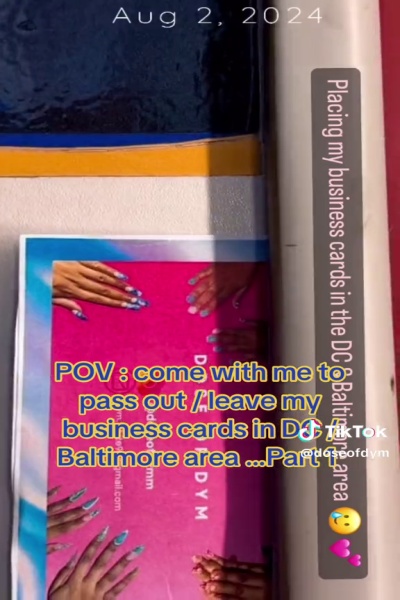 Aug 2, 2024
Placing my business cards in the DC & Baltimore area 🥲💕
POV : come with me to
pass out / leave my
business cards in DC
Baltimore area ...Part 1
TikTok
@doseofdym